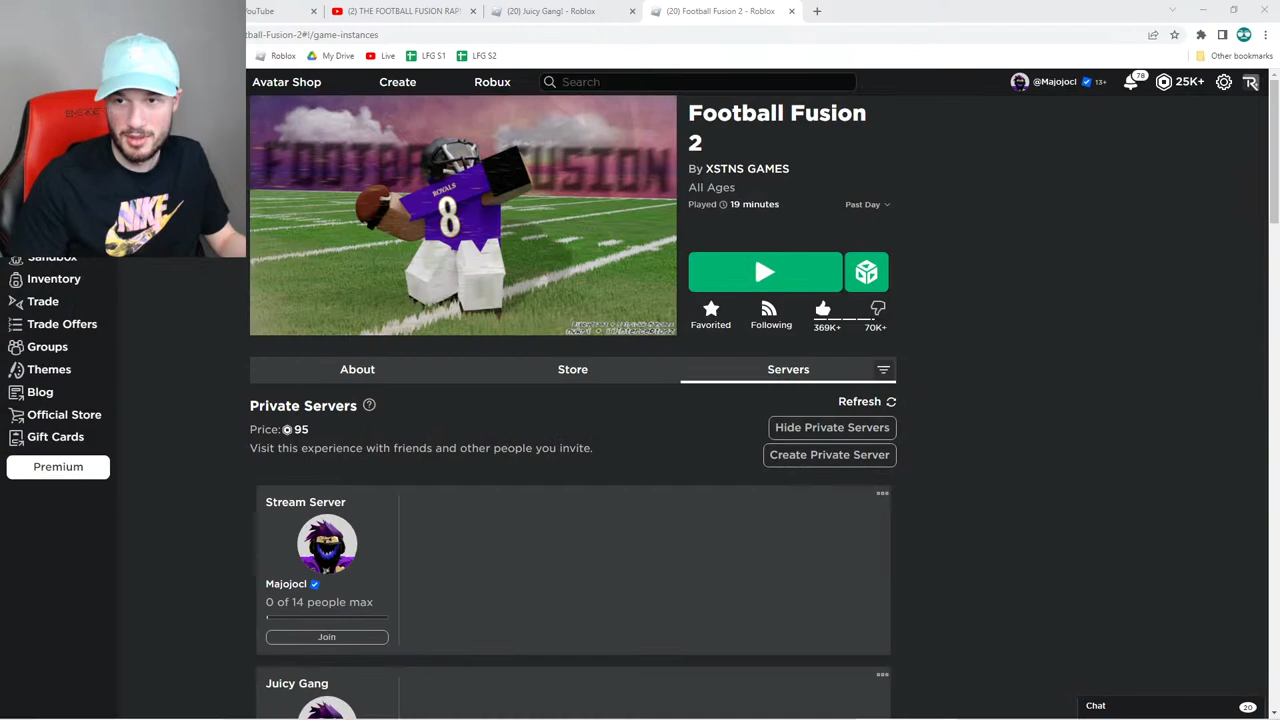 YouTube
(2) THE FOOTBALL FUSION RAP!
(20) Juicy Gang! - Roblox
(20) Football Fusion 2 - Roblox
tball-Fusion-2#!/game-instances
Roblox
My Drive
Live
LFG S1
LFG S2
Other bookmarks
Avatar Shop
Create
Robux
Search
@Majojocl
13+
78
25K+
NIKE
Sandbox
Inventory
Trade
Trade Offers
Groups
Themes
Blog
Official Store
Gift Cards
Premium
FOOTBALL FUSION
ROYALS
8
Football Fusion
2
By XSTNS GAMES
All Ages
Played 19 minutes
Past Day
Favorited
Following
369K+
70K+
About
Store
Servers
Private Servers
Refresh
Price: 95
Hide Private Servers
Visit this experience with friends and other people you invite.
Create Private Server
Stream Server
Majojocl
0 of 14 people max
Join
Juicy Gang
Chat
20